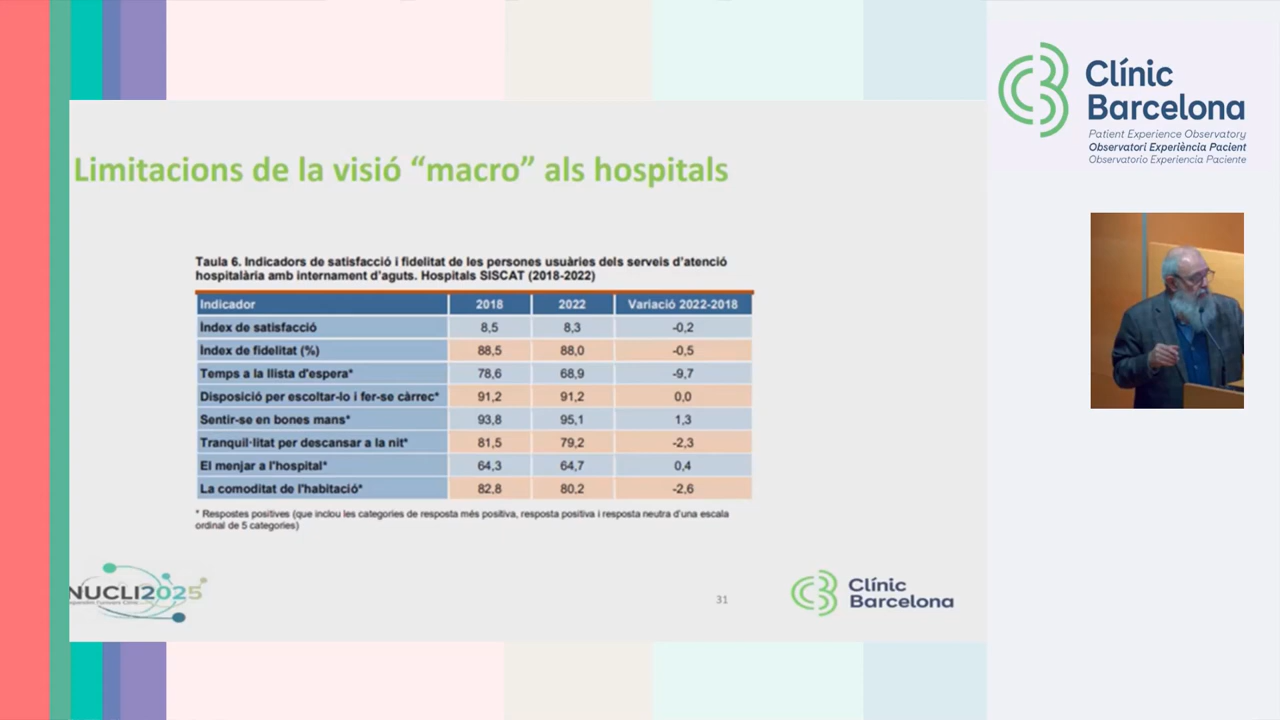 Limitacions de la visió “macro” als hospitals
Taula 6. Indicadors de satisfacció i fidelitat de les persones usuàries dels serveis d’atenció
hospitalària amb internament d’aguts. Hospitals SISCAT (2018-2022)
Indicador 2018 2022 Variació 2022-2018
Índex de satisfacció 8,5 8,3 -0,2
Índex de fidelitat (%) 88,5 88,0 -0,5
Temps a la llista d'espera* 78,6 68,9 -9,7
Disposició per escoltar-lo i fer-se càrrec* 91,2 91,2 0,0
Sentir-se en bones mans* 93,8 95,1 1,3
Tranquil·litat per descansar a la nit* 81,5 79,2 -2,3
El menjar a l'hospital* 64,3 64,7 0,4
La comoditat de l'habitació* 82,8 80,2 -2,6
* Respostes positives (que inclou les categories de resposta més positiva, resposta positiva i resposta neutra d’una escala
ordinal de 5 categories)
NUCLI2025
31
Clínic
Barcelona
Clínic
Barcelona
Patient Experience Observatory
Observatori Experiència Pacient
Observatorio Experiencia Paciente